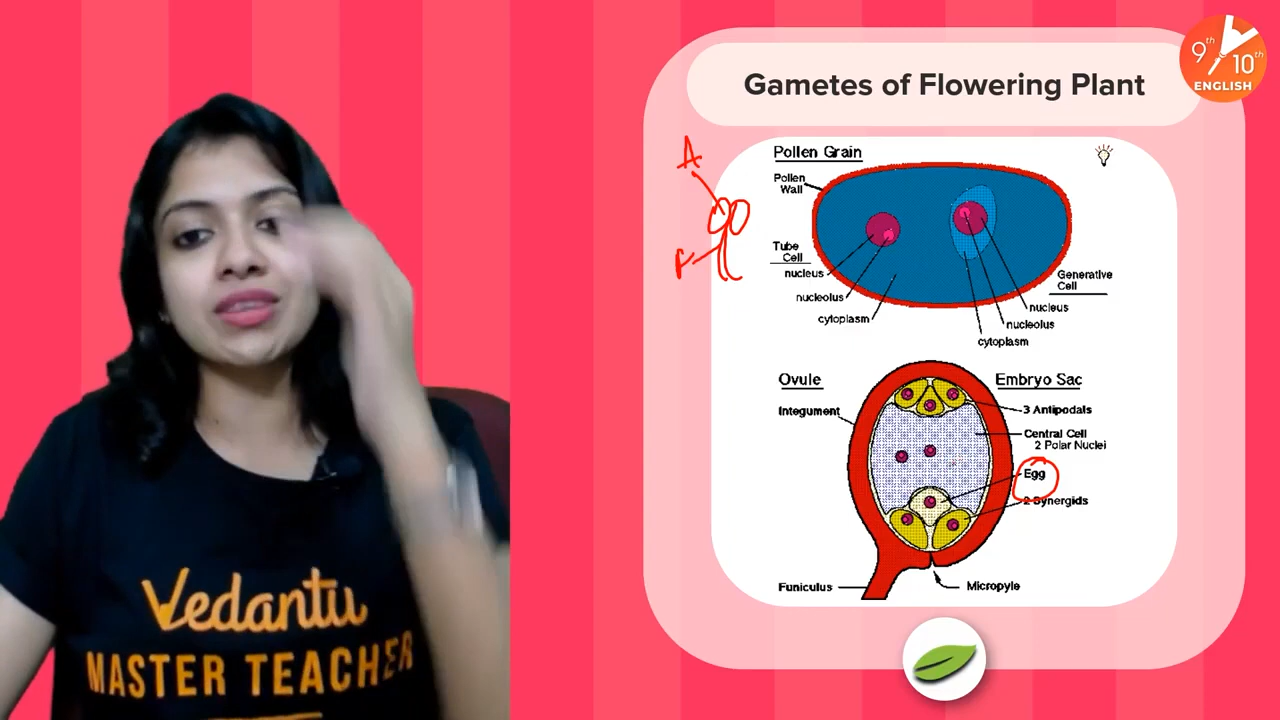 Gametes of Flowering Plant
9th
10th
ENGLISH
Pollen Grain
Pollen
Wall
A
Tube
Cell
F
nucleus
nucleolus
cytoplasm
Generative
Cell
nucleus
nucleolus
cytoplasm
Ovule
Embryo Sac
Integument
3 Antipodals
Central Cell
2 Polar Nuclei
Egg
2 Synergids
Funiculus
Micropyle
Vedantu
MASTER TEACHER